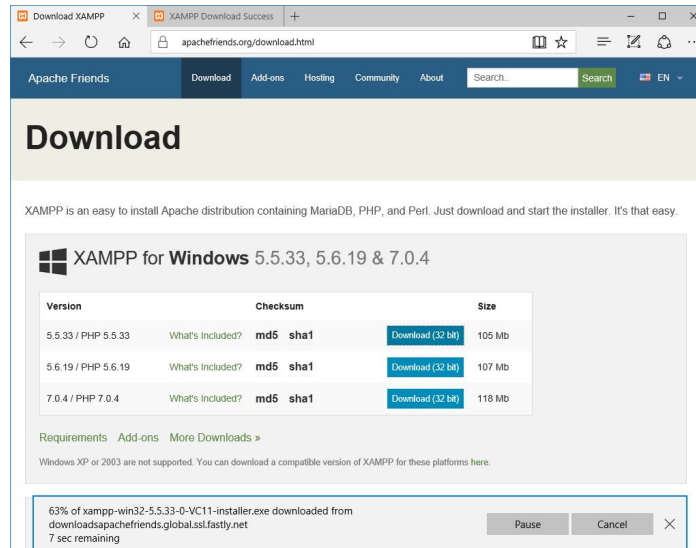 Download XAMPP
XAMPP Download Success
apachefriends.org/download.html
Apache Friends Download Add-ons Hosting Community About Search.. Search EN
Download
XAMPP is an easy to install Apache distribution containing MariaDB, PHP, and Perl. Just download and start the installer. It's that easy.
XAMPP for Windows 5.5.33, 5.6.19 & 7.0.4
Version Checksum Size
5.5.33 / PHP 5.5.33 What's Included? md5 sha1 Download (32 bit) 105 Mb
5.6.19 / PHP 5.6.19 What's Included? md5 sha1 Download (32 bit) 107 Mb
7.0.4 / PHP 7.0.4 What's Included? md5 sha1 Download (32 bit) 118 Mb
Requirements Add-ons More Downloads »
Windows XP or 2003 are not supported. You can download a compatible version of XAMPP for these platforms here.
63% of xampp-win32-5.5.33-0-VC11-installer.exe downloaded from
downloadsapachefriends.global.ssl.fastly.net
7 sec remaining
Pause Cancel